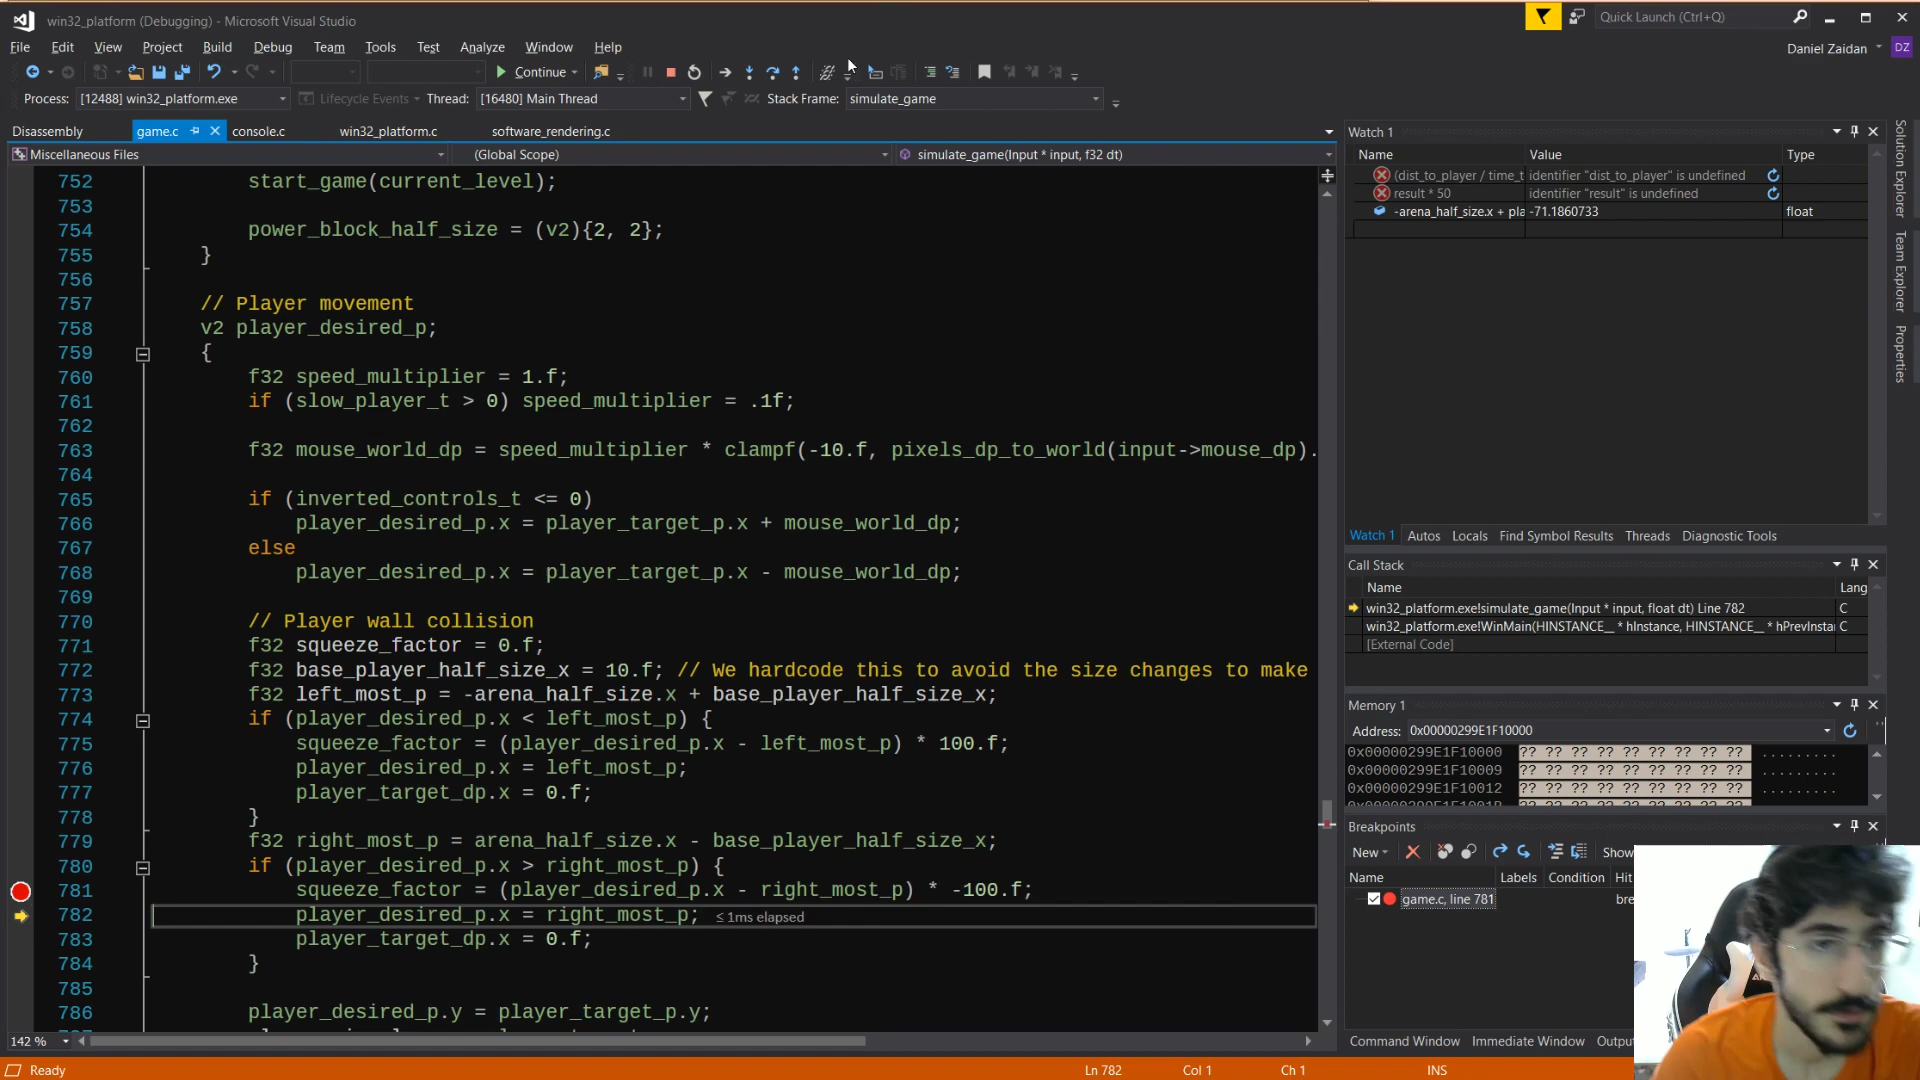 win32_platform (Debugging) - Microsoft Visual Studio
Quick Launch (Ctrl+Q)
File Edit View Project Build Debug Team Tools Test Analyze Window Help
Daniel Zaidan
DZ
Continue
Process: [12488] win32_platform.exe
Lifecycle Events
Thread: [16480] Main Thread
Stack Frame: simulate_game
Disassembly
game.c
console.c
win32_platform.c
software_rendering.c
Miscellaneous Files
(Global Scope)
simulate_game(Input * input, f32 dt)
752 start_game(current_level);
753
754 power_block_half_size = (v2){2, 2};
755 }
756
757 // Player movement
758 v2 player_desired_p;
759 {
760 f32 speed_multiplier = 1.f;
761 if (slow_player_t > 0) speed_multiplier = .1f;
762
763 f32 mouse_world_dp = speed_multiplier * clampf(-10.f, pixels_dp_to_world(input->mouse_dp).
764
765 if (inverted_controls_t <= 0)
766 player_desired_p.x = player_target_p.x + mouse_world_dp;
767 else
768 player_desired_p.x = player_target_p.x - mouse_world_dp;
769
770 // Player wall collision
771 f32 squeeze_factor = 0.f;
772 f32 base_player_half_size_x = 10.f; // We hardcode this to avoid the size changes to make
773 f32 left_most_p = -arena_half_size.x + base_player_half_size_x;
774 if (player_desired_p.x < left_most_p) {
775 squeeze_factor = (player_desired_p.x - left_most_p) * 100.f;
776 player_desired_p.x = left_most_p;
777 player_target_dp.x = 0.f;
778 }
779 f32 right_most_p = arena_half_size.x - base_player_half_size_x;
780 if (player_desired_p.x > right_most_p) {
781 squeeze_factor = (player_desired_p.x - right_most_p) * -100.f;
782 player_desired_p.x = right_most_p; ≤ 1ms elapsed
783 player_target_dp.x = 0.f;
784 }
785
786 player_desired_p.y = player_target_p.y;
142 %
Ready
Ln 782
Col 1
Ch 1
INS
Watch 1
Name Value Type
(dist_to_player / time_t identifier "dist_to_player" is undefined
result * 50 identifier "result" is undefined
-arena_half_size.x + pla -71.1860733 float
Watch 1 Autos Locals Find Symbol Results Threads Diagnostic Tools
Call Stack
Name Lang
win32_platform.exe!simulate_game(Input * input, float dt) Line 782 C
win32_platform.exe!WinMain(HINSTANCE__ * hInstance, HINSTANCE__ * hPrevInstar C
[External Code]
Memory 1
Address: 0x00000299E1F10000
0x00000299E1F10000 ?? ?? ?? ?? ?? ?? ?? ?? ?? .........
0x00000299E1F10009 ?? ?? ?? ?? ?? ?? ?? ?? ?? .........
0x00000299E1F10012 ?? ?? ?? ?? ?? ?? ?? ?? ?? .........
Breakpoints
New
Show
Name Labels Condition Hit
game.c, line 781 bre
Command Window Immediate Window Outpu
Solution Explorer
Team Explorer
Properties